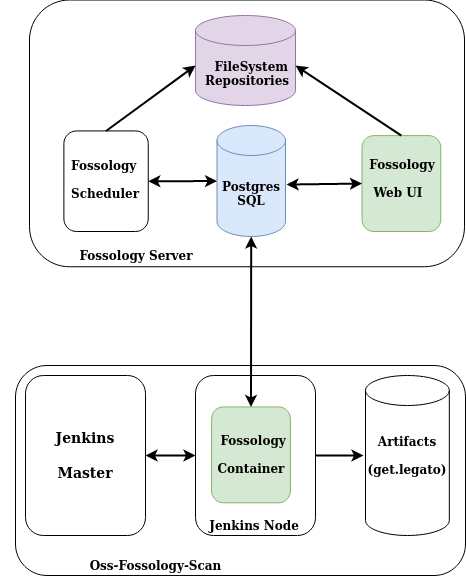 FileSystem
Repositories
Fossology
Scheduler
Postgres
SQL
Fossology
Web UI
Fossology Server
Jenkins
Master
Fossology
Container
Jenkins Node
Artifacts
(get.legato)
Oss-Fossology-Scan